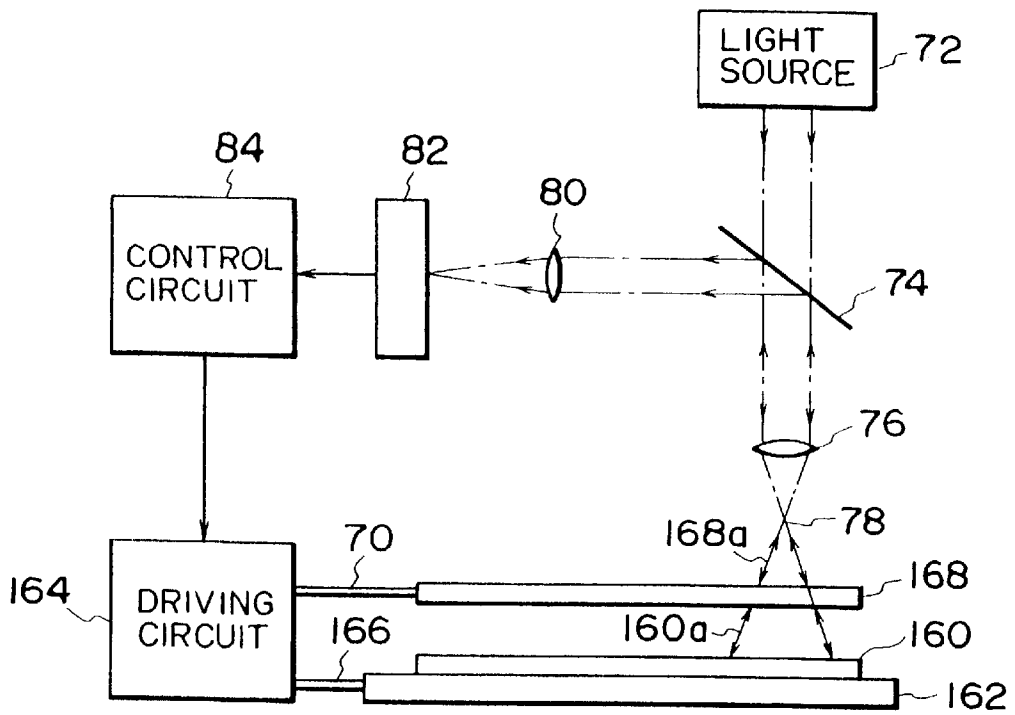 LIGHT
SOURCE
72
84
82
80
CONTROL
CIRCUIT
74
76
78
168a
70
168
164
DRIVING
CIRCUIT
166
160a
160
162